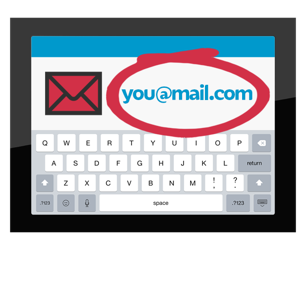 you@mail.com
Q W E R T Y U I O P
A S D F G H J K L return
Z X C V B N M ! , ? .
.?123 space .?123